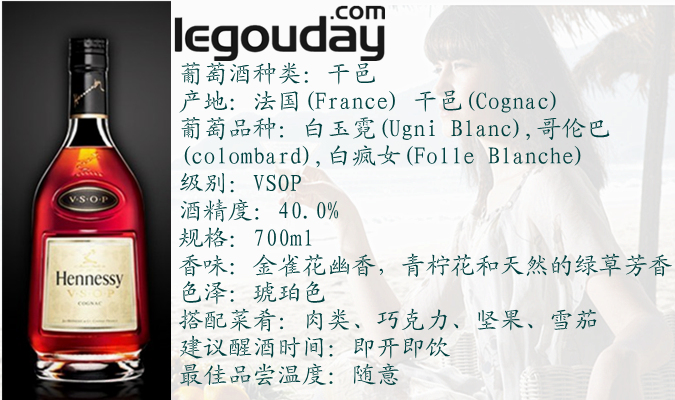 legouday.com
葡萄酒种类：干邑
产地：法国(France) 干邑(Cognac)
葡萄品种：白玉霓(Ugni Blanc),哥伦巴
(colombard),白疯女(Folle Blanche)
级别：VSOP
酒精度：40.0%
规格：700ml
香味：金雀花幽香，青柠花和天然的绿草芳香
色泽：琥珀色
搭配菜肴：肉类、巧克力、坚果、雪茄
建议醒酒时间：即开即饮
最佳品尝温度：随意
V·S·O·P
Hennessy
V·S·O·P
COGNAC